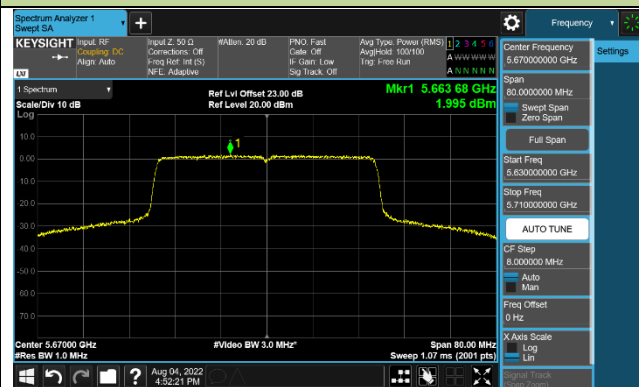 Spectrum Analyzer 1
Swept SA
Frequency
KEYSIGHT
Input: RF
Coupling: DC
Align: Auto
Input Z: 50 Ω
Corrections: Off
Freq Ref: Int (S)
NFE: Adaptive
#Atten: 20 dB
PNO: Fast
Gate: Off
IF Gain: Low
Sig Track: Off
Avg Type: Power (RMS)
Avg|Hold: 100/100
Trig: Free Run
1 2 3 4 5 6
A W W W W W
A N N N N N
LXI
1 Spectrum
Scale/Div 10 dB
Log
Ref Lvl Offset 23.00 dB
Ref Level 20.00 dBm
Mkr1 5.663 68 GHz
1.995 dBm
1
10.0
0.00
-10.0
-20.0
-30.0
-40.0
-50.0
-60.0
-70.0
Center 5.67000 GHz
#Res BW 1.0 MHz
#Video BW 3.0 MHz*
Span 80.00 MHz
Sweep 1.07 ms (2001 pts)
Aug 04, 2022
4:52:21 PM
Center Frequency
5.670000000 GHz
Span
80.0000000 MHz
Swept Span
Zero Span
Full Span
Start Freq
5.630000000 GHz
Stop Freq
5.710000000 GHz
AUTO TUNE
CF Step
8.000000 MHz
Auto
Man
Freq Offset
0 Hz
X Axis Scale
Log
Lin
Signal Track
(Span Zoom)
Settings